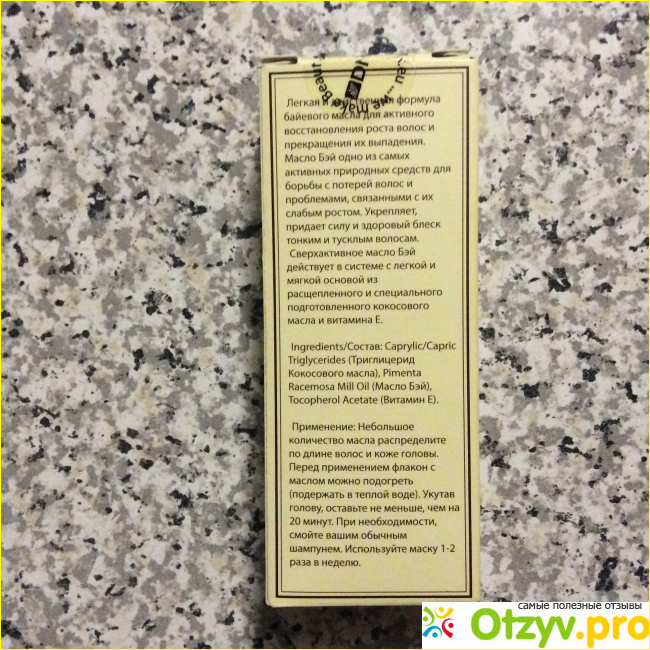 make Beaut
DI
Легкая и действенная формула
байевого масла для активного
восстановления роста волос и
прекращения их выпадения.
Масло Бэй одно из самых
активных природных средств для
борьбы с потерей волос и
проблемами, связанными с их
слабым ростом. Укрепляет,
придает силу и здоровый блеск
тонким и тусклым волосам.
Сверхактивное масло Бэй
действует в системе с легкой и
мягкой основой из
расщепленного и специального
подготовленного кокосового
масла и витамина Е.
Ingredients/Состав: Caprylic/Capric
Triglycerides (Триглицерид
Кокосового масла), Pimenta
Racemosa Mill Oil (Масло Бэй),
Tocopherol Acetate (Витамин Е).
Применение: Небольшое
количество масла распределите
по длине волос и коже головы.
Перед применением флакон с
маслом можно подогреть
(подержать в теплой воде). Укутав
голову, оставьте не меньше, чем на
20 минут. При необходимости,
смойте вашим обычным
шампунем. Используйте маску 1-2
раза в неделю.
самые полезные отзывы
Otzyv.pro